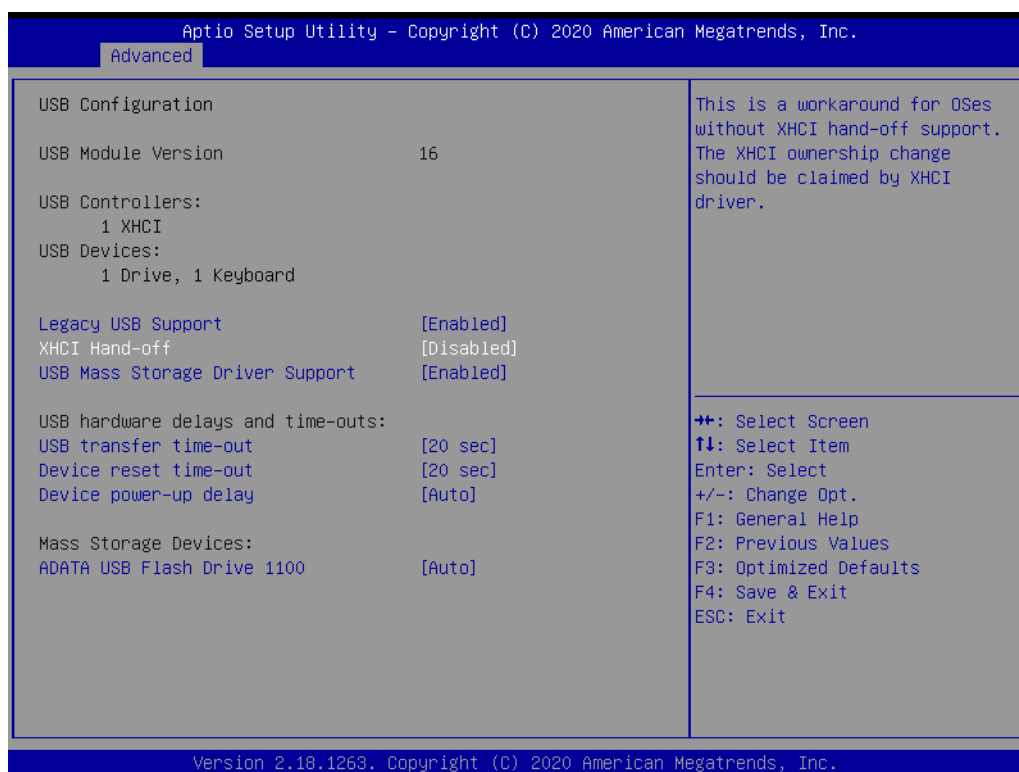 Aptio Setup Utility – Copyright (C) 2020 American Megatrends, Inc.
Advanced
USB Configuration
USB Module Version 16
USB Controllers:
1 XHCI
USB Devices:
1 Drive, 1 Keyboard
Legacy USB Support [Enabled]
XHCI Hand-off [Disabled]
USB Mass Storage Driver Support [Enabled]
USB hardware delays and time-outs:
USB transfer time-out [20 sec]
Device reset time-out [20 sec]
Device power-up delay [Auto]
Mass Storage Devices:
ADATA USB Flash Drive 1100 [Auto]
This is a workaround for OSes
without XHCI hand-off support.
The XHCI ownership change
should be claimed by XHCI
driver.
→←: Select Screen
↑↓: Select Item
Enter: Select
+/-: Change Opt.
F1: General Help
F2: Previous Values
F3: Optimized Defaults
F4: Save & Exit
ESC: Exit
Version 2.18.1263. Copyright (C) 2020 American Megatrends, Inc.